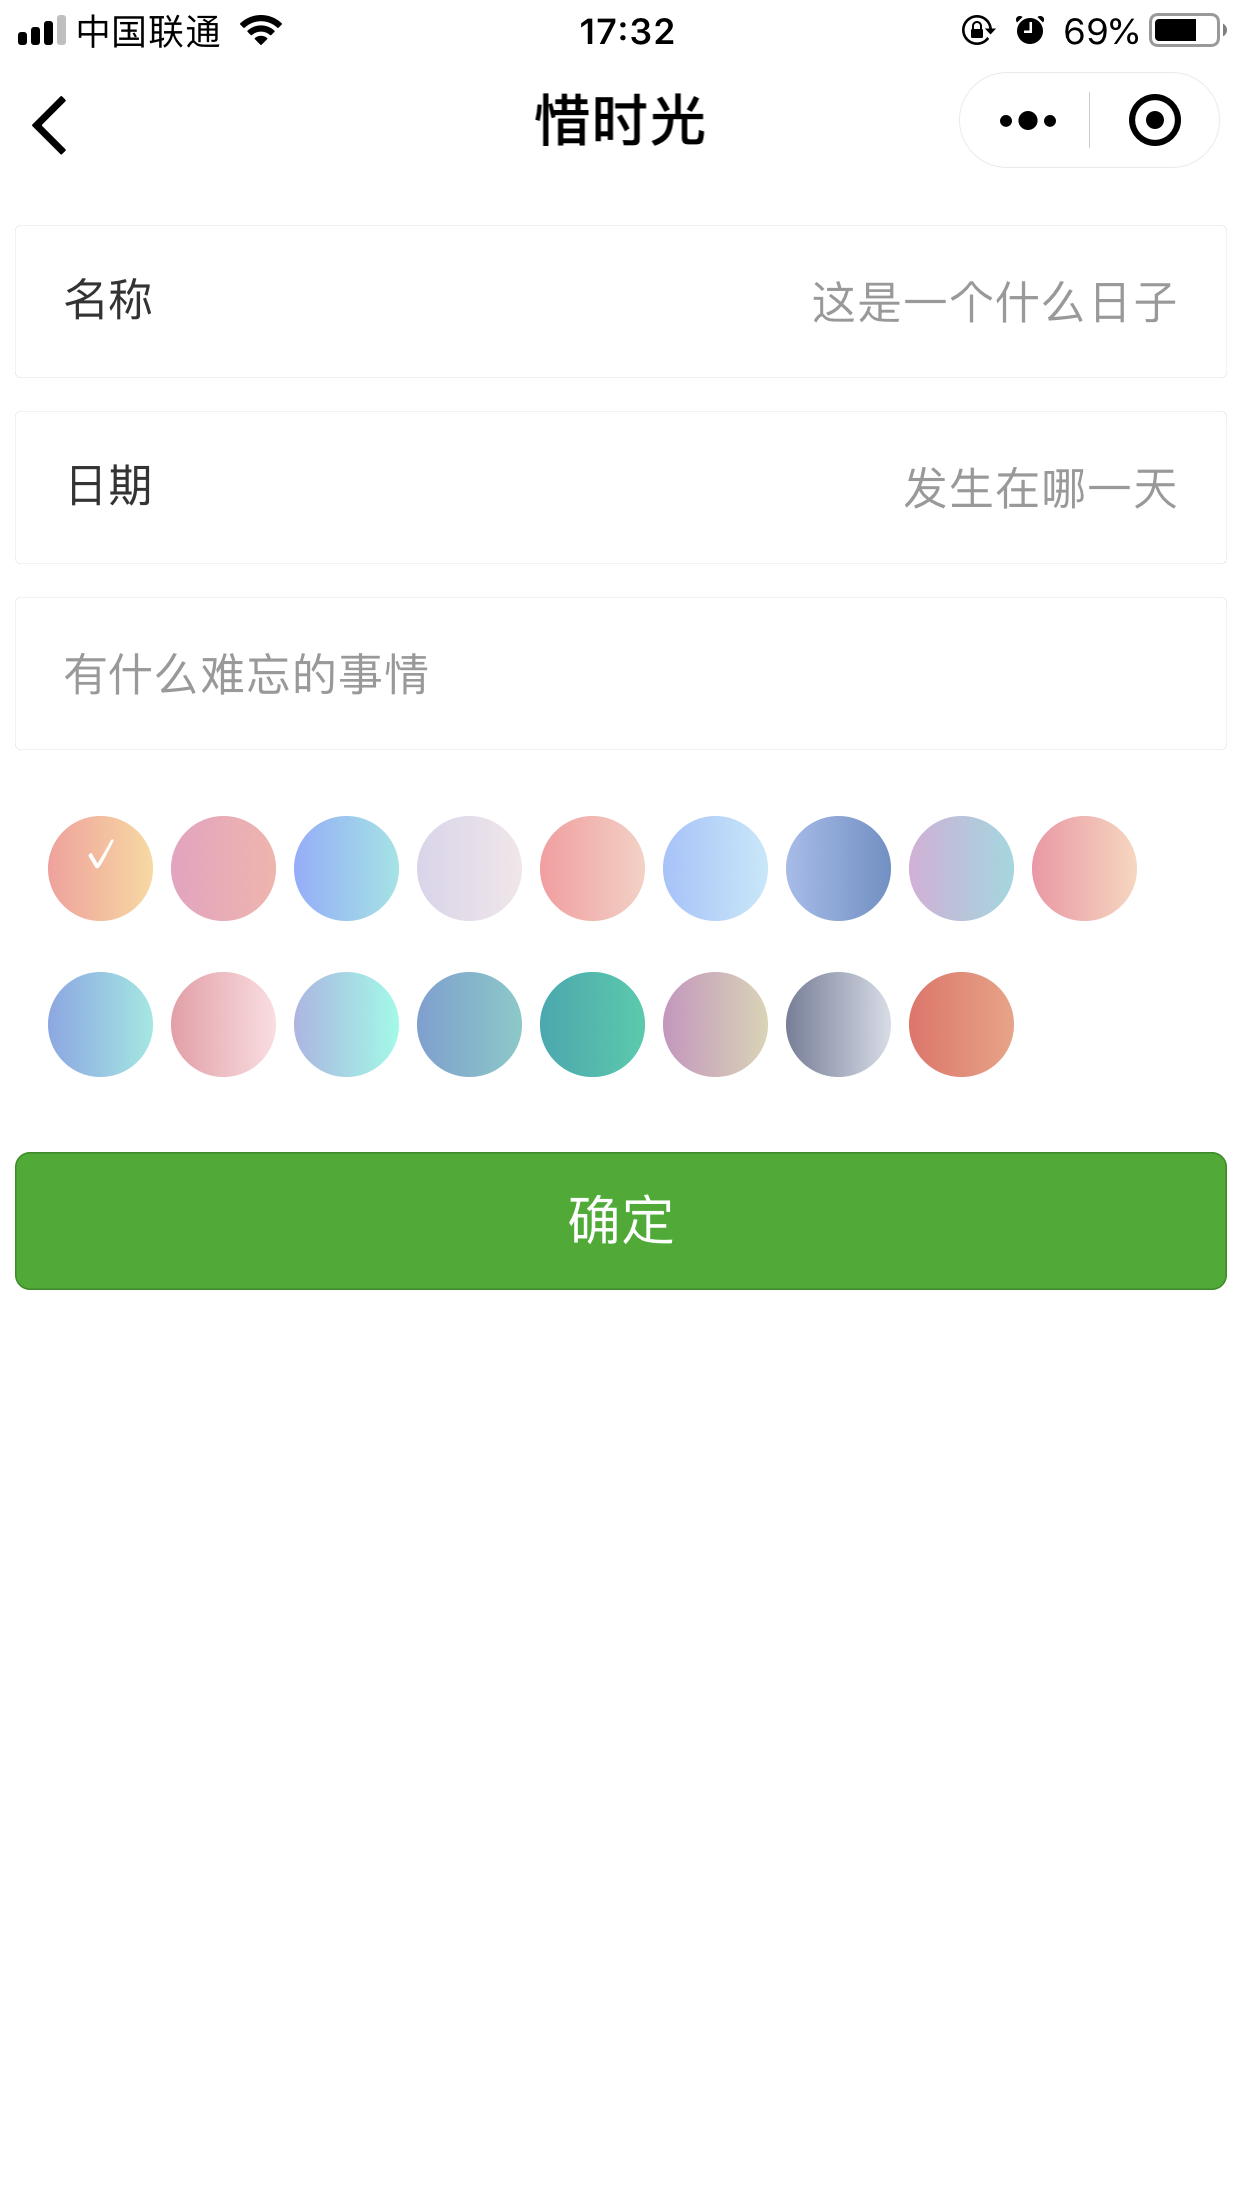 中国联通 17:32 69%
惜时光
名称 这是一个什么日子
日期 发生在哪一天
有什么难忘的事情
确定